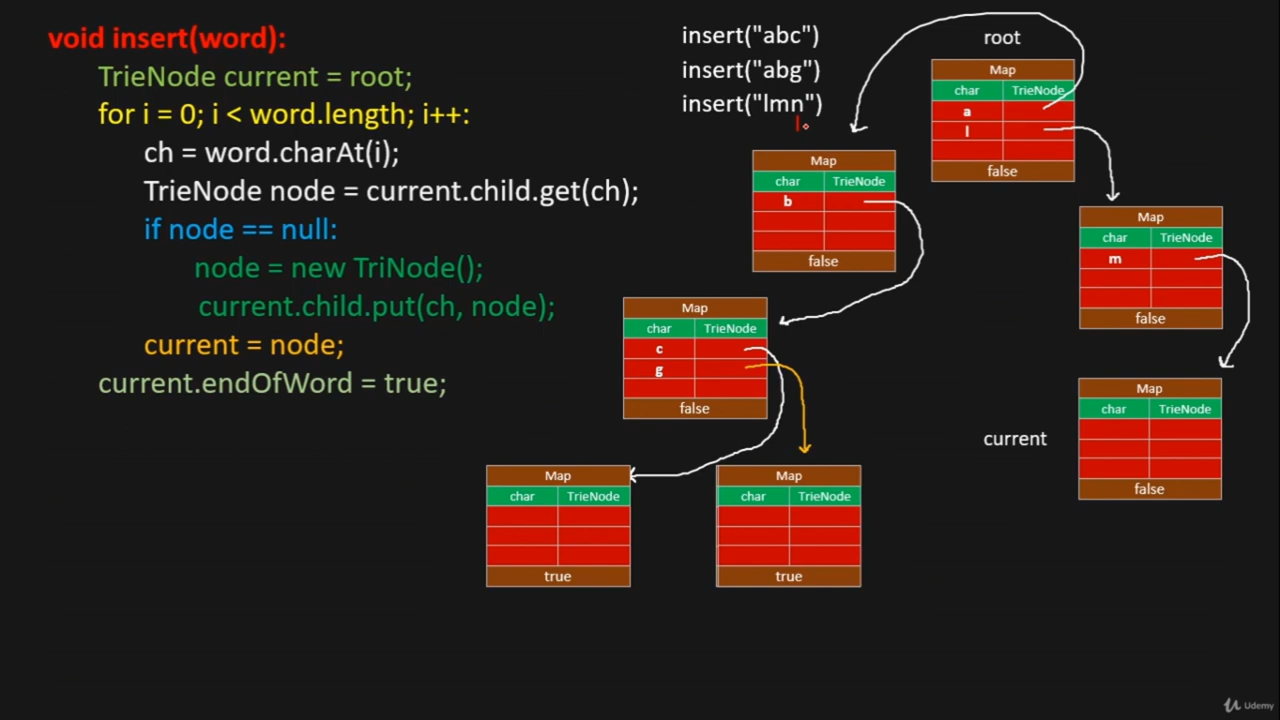 void insert(word):
TrieNode current = root;
for i = 0; i < word.length; i++:
ch = word.charAt(i);
TrieNode node = current.child.get(ch);
if node == null:
node = new TriNode();
current.child.put(ch, node);
current = node;
current.endOfWord = true;
insert("abc")
insert("abg")
insert("lmn")
root
Map
char TrieNode
a
l
false
Map
char TrieNode
b
false
Map
char TrieNode
m
false
Map
char TrieNode
c
g
false
current
Map
char TrieNode
false
Map
char TrieNode
true
Map
char TrieNode
true
Udemy